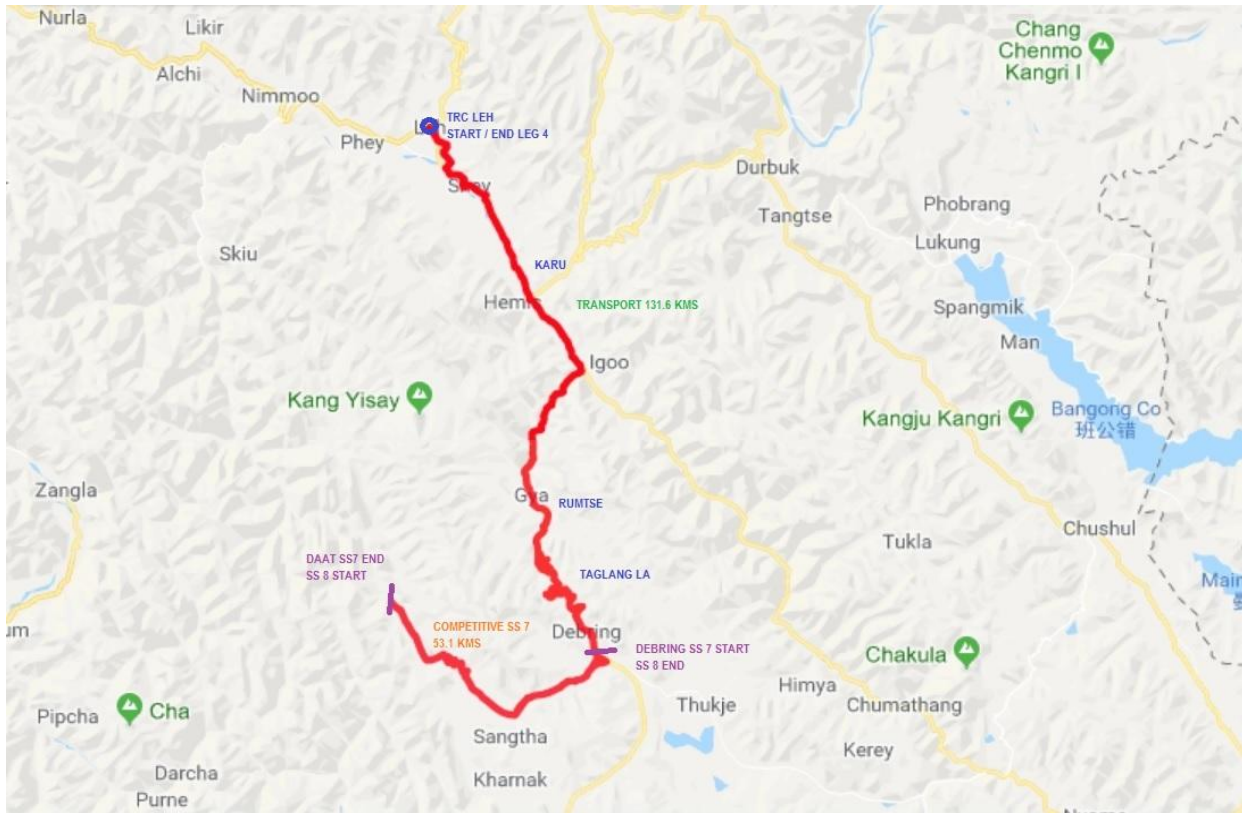 Nurla
Likir
Alchi
Nimmoo
Phey
TRC LEH
START / END LEG 4
Chang
Chenmo
Kangri I
Durbuk
Tangtse
Phobrang
Lukung
Skiu
KARU
Hemis
TRANSPORT 131.6 KMS
Spangmik
Man
Igoo
Kang Yisay
Kangju Kangri
Bangong Co
班公错
Zangla
Gya
RUMTSE
Chushul
Tukla
DAAT SS7 END
SS 8 START
TAGLANG LA
COMPETITIVE SS 7
53.1 KMS
Debring
DEBRING SS 7 START
SS 8 END
Chakula
Himya
Chumathang
Thukje
Pipcha
Cha
Sangtha
Kerey
Kharnak
Darcha
Purne